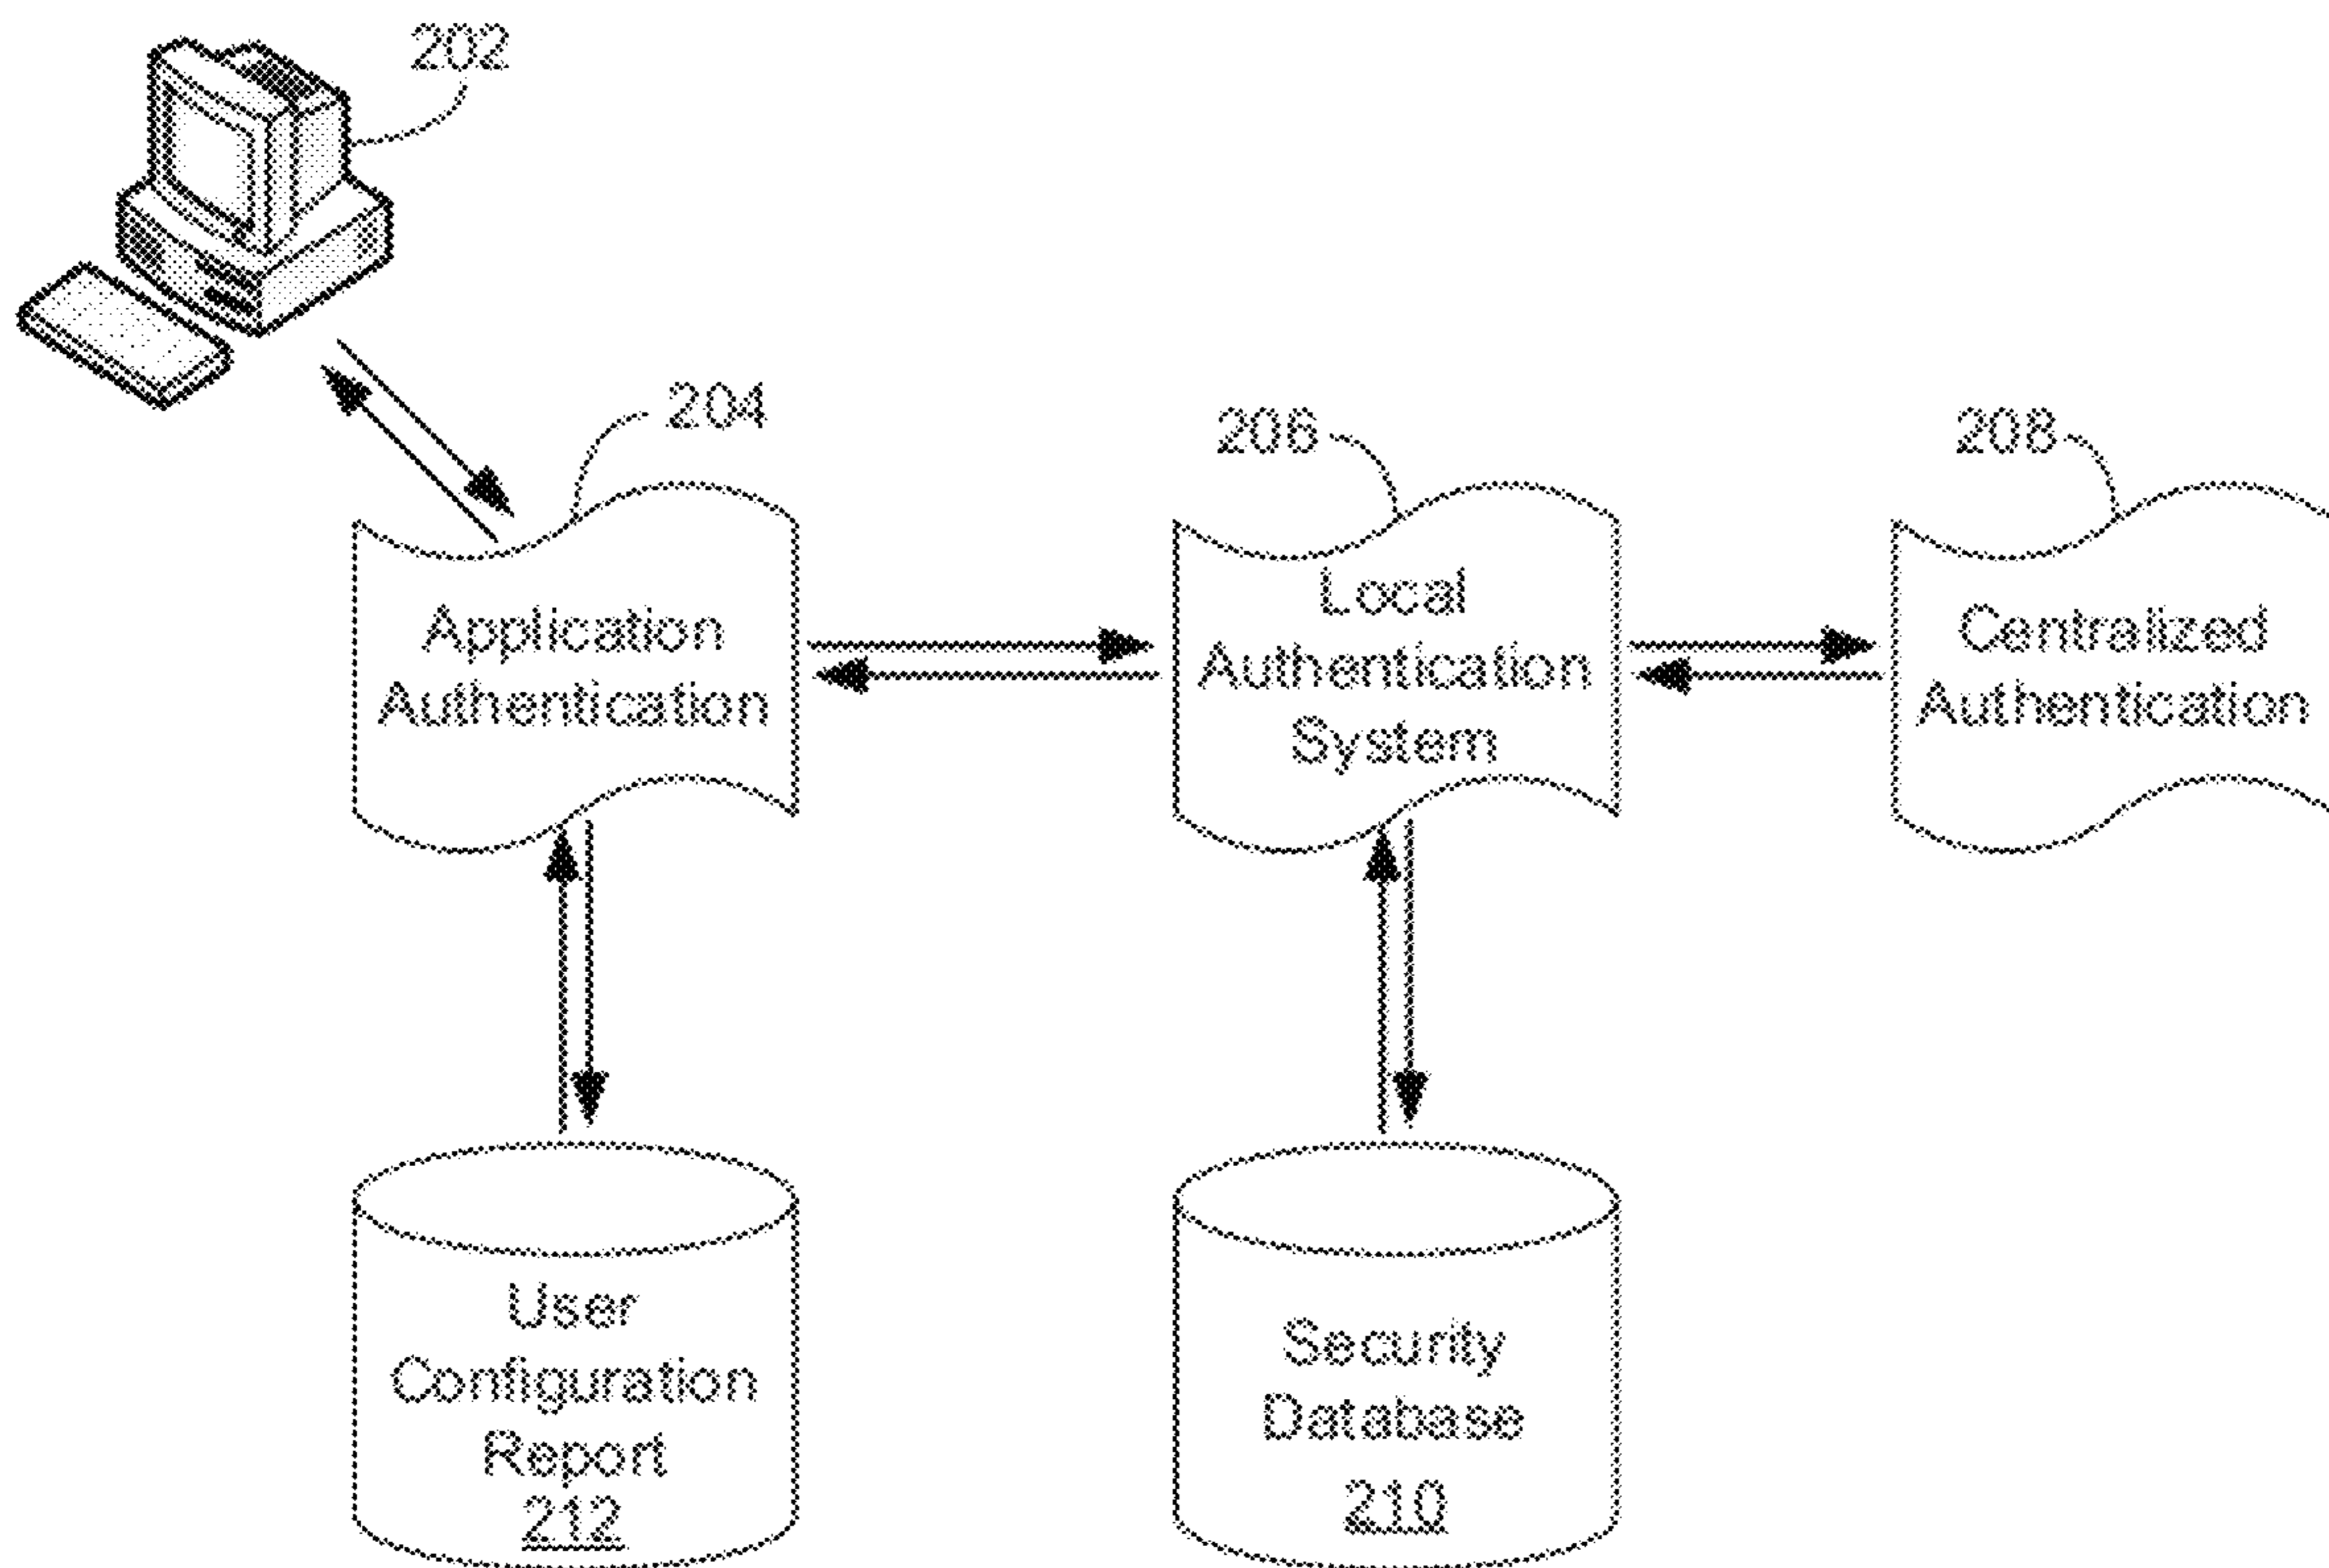 202
204
206
208
Application
Authentication
Local
Authentication
System
Centralized
Authentication
User
Configuration
Report
212
Security
Database
210